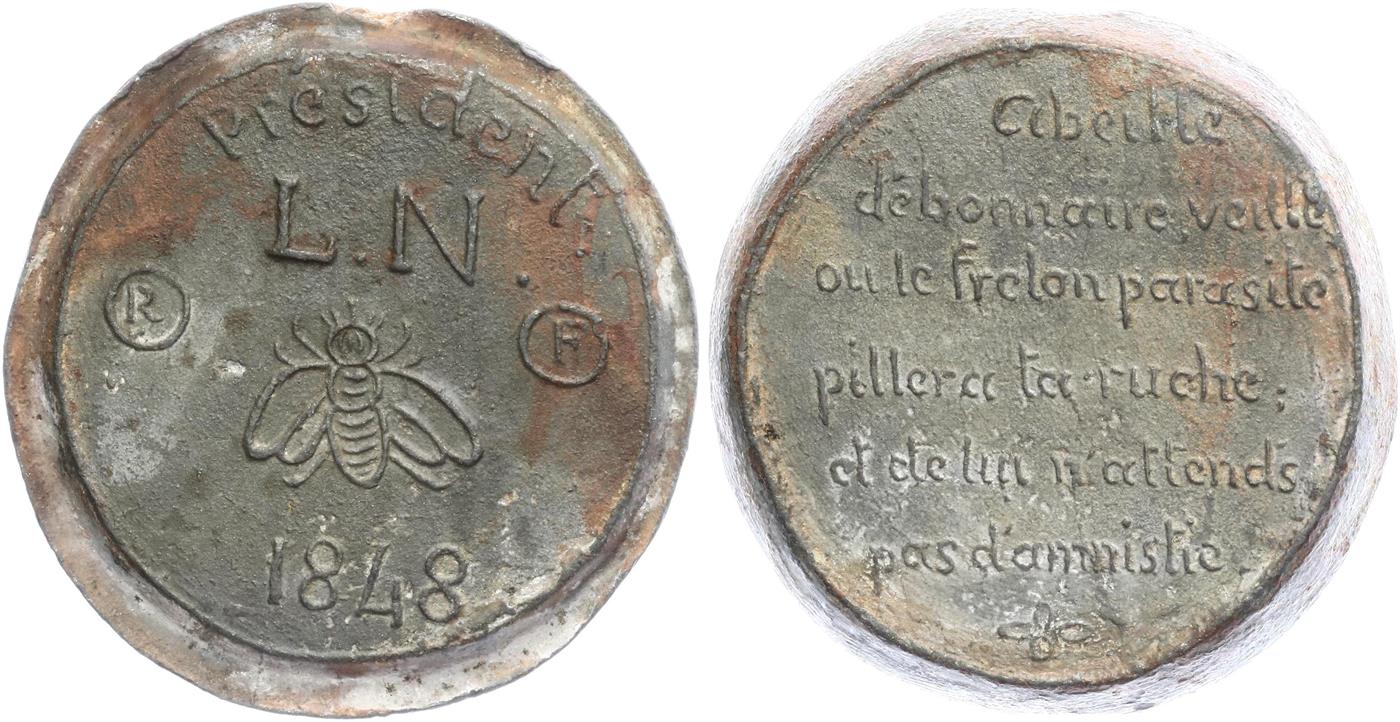 Président
L.N.
R F
1848
Abeille
débonnaire, veille
ou le frelon parasite
pillera ta ruche;
et de lui n'attends
pas d'amnistie.